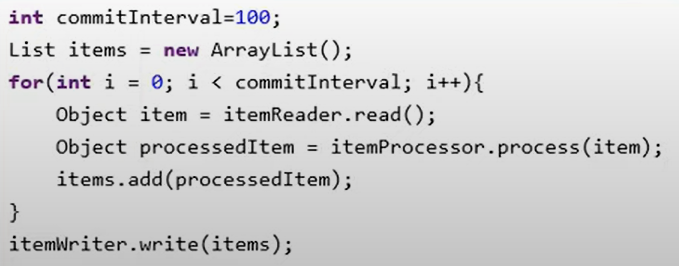 int commitInterval=100;
List items = new ArrayList();
for(int i = 0; i < commitInterval; i++){
    Object item = itemReader.read();
    Object processedItem = itemProcessor.process(item);
    items.add(processedItem);
}
itemWriter.write(items);